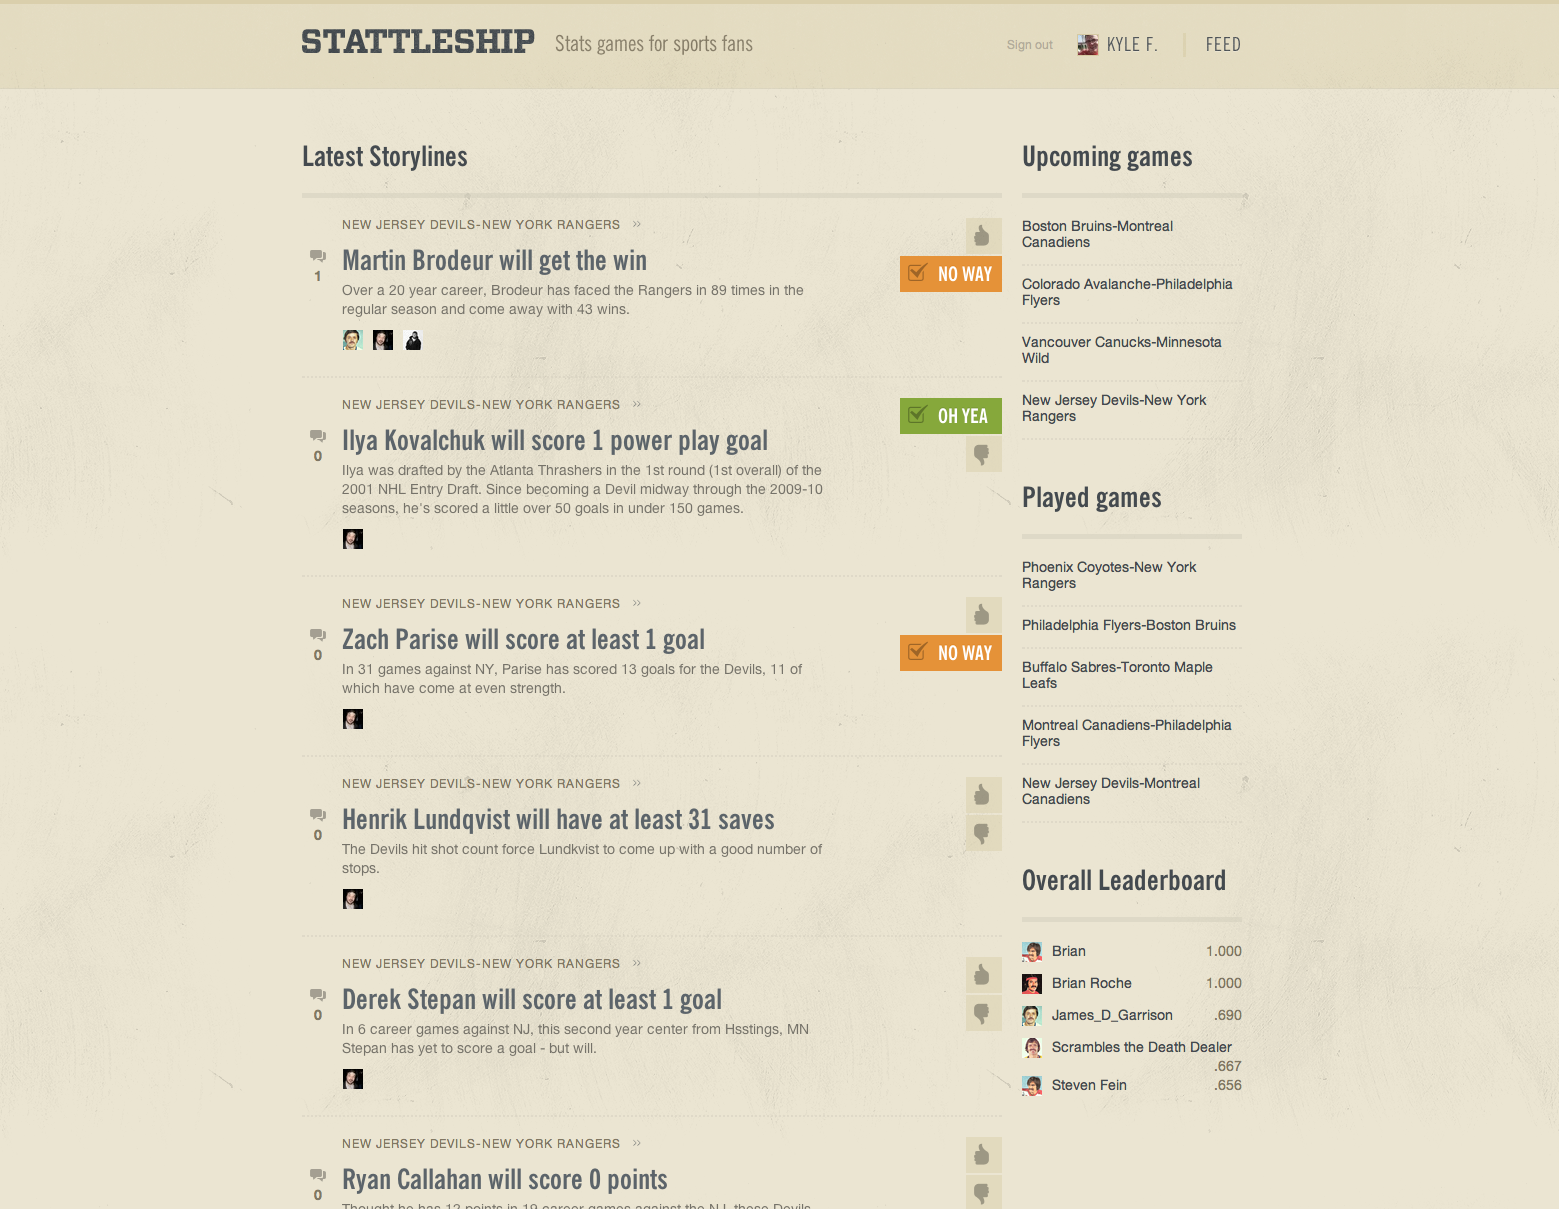 STATTLESHIP
Stats games for sports fans
Sign out
KYLE F.
FEED
Latest Storylines
NEW JERSEY DEVILS-NEW YORK RANGERS »
1
Martin Brodeur will get the win
Over a 20 year career, Brodeur has faced the Rangers in 89 times in the
regular season and come away with 43 wins.
NO WAY
NEW JERSEY DEVILS-NEW YORK RANGERS »
0
Ilya Kovalchuk will score 1 power play goal
Ilya was drafted by the Atlanta Thrashers in the 1st round (1st overall) of the
2001 NHL Entry Draft. Since becoming a Devil midway through the 2009-10
seasons, he's scored a little over 50 goals in under 150 games.
OH YEA
NEW JERSEY DEVILS-NEW YORK RANGERS »
0
Zach Parise will score at least 1 goal
In 31 games against NY, Parise has scored 13 goals for the Devils, 11 of
which have come at even strength.
NO WAY
NEW JERSEY DEVILS-NEW YORK RANGERS »
0
Henrik Lundqvist will have at least 31 saves
The Devils hit shot count force Lundkvist to come up with a good number of
stops.
NEW JERSEY DEVILS-NEW YORK RANGERS »
0
Derek Stepan will score at least 1 goal
In 6 career games against NJ, this second year center from Hsstings, MN
Stepan has yet to score a goal - but will.
NEW JERSEY DEVILS-NEW YORK RANGERS »
0
Ryan Callahan will score 0 points
Thought he has 12 points in 19 career games against the NJ, these Devils
Upcoming games
Boston Bruins-Montreal
Canadiens
Colorado Avalanche-Philadelphia
Flyers
Vancouver Canucks-Minnesota
Wild
New Jersey Devils-New York
Rangers
Played games
Phoenix Coyotes-New York
Rangers
Philadelphia Flyers-Boston Bruins
Buffalo Sabres-Toronto Maple
Leafs
Montreal Canadiens-Philadelphia
Flyers
New Jersey Devils-Montreal
Canadiens
Overall Leaderboard
Brian 1.000
Brian Roche 1.000
James_D_Garrison .690
Scrambles the Death Dealer
.667
Steven Fein .656